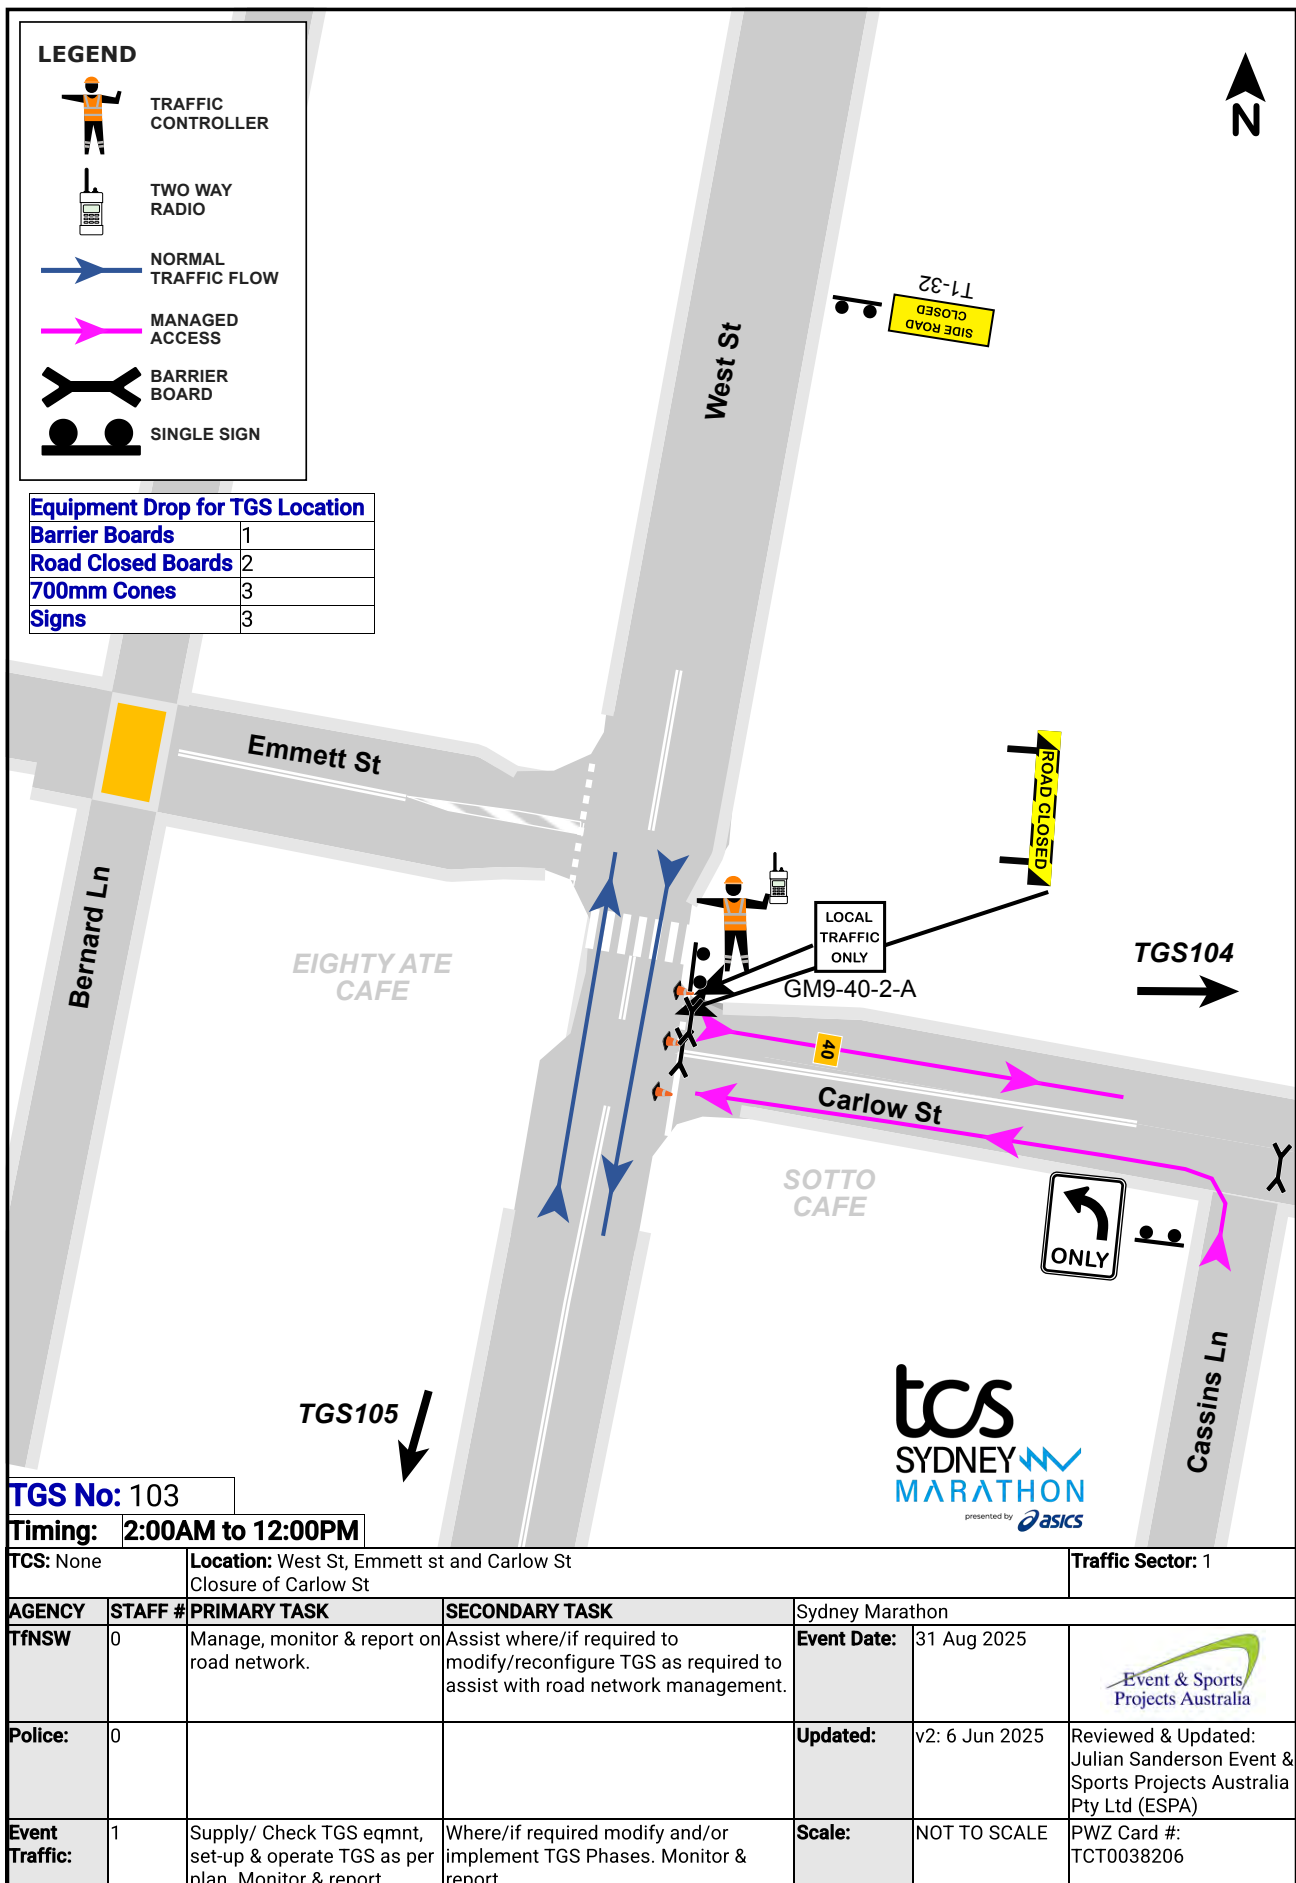 LEGEND
TRAFFIC
CONTROLLER
TWO WAY
RADIO
NORMAL
TRAFFIC FLOW
MANAGED
ACCESS
BARRIER
BOARD
SINGLE SIGN
N
T1-32
SIDE ROAD
CLOSED
West St
Equipment Drop for TGS Location
Barrier Boards 1
Road Closed Boards 2
700mm Cones 3
Signs 3
Emmett St
ROAD CLOSED
Bernard Ln
EIGHTY ATE
CAFE
LOCAL
TRAFFIC
ONLY
GM9-40-2-A
TGS104
40
Carlow St
SOTTO
CAFE
ONLY
Cassins Ln
TGS105
tcs
SYDNEY
MARATHON
presented by asics
TGS No: 103
Timing: 2:00AM to 12:00PM
TCS: None
Location: West St, Emmett st and Carlow St
Closure of Carlow St
Traffic Sector: 1
AGENCY STAFF # PRIMARY TASK SECONDARY TASK
Sydney Marathon
TfNSW 0
Manage, monitor & report on
road network.
Assist where/if required to
modify/reconfigure TGS as required to
assist with road network management.
Event Date: 31 Aug 2025
Event & Sports
Projects Australia
Police: 0
Updated: v2: 6 Jun 2025
Reviewed & Updated:
Julian Sanderson Event &
Sports Projects Australia
Pty Ltd (ESPA)
Event
Traffic:
1
Supply/ Check TGS eqmnt,
set-up & operate TGS as per
plan. Monitor & report
Where/if required modify and/or
implement TGS Phases. Monitor &
report
Scale: NOT TO SCALE
PWZ Card #:
TCT0038206